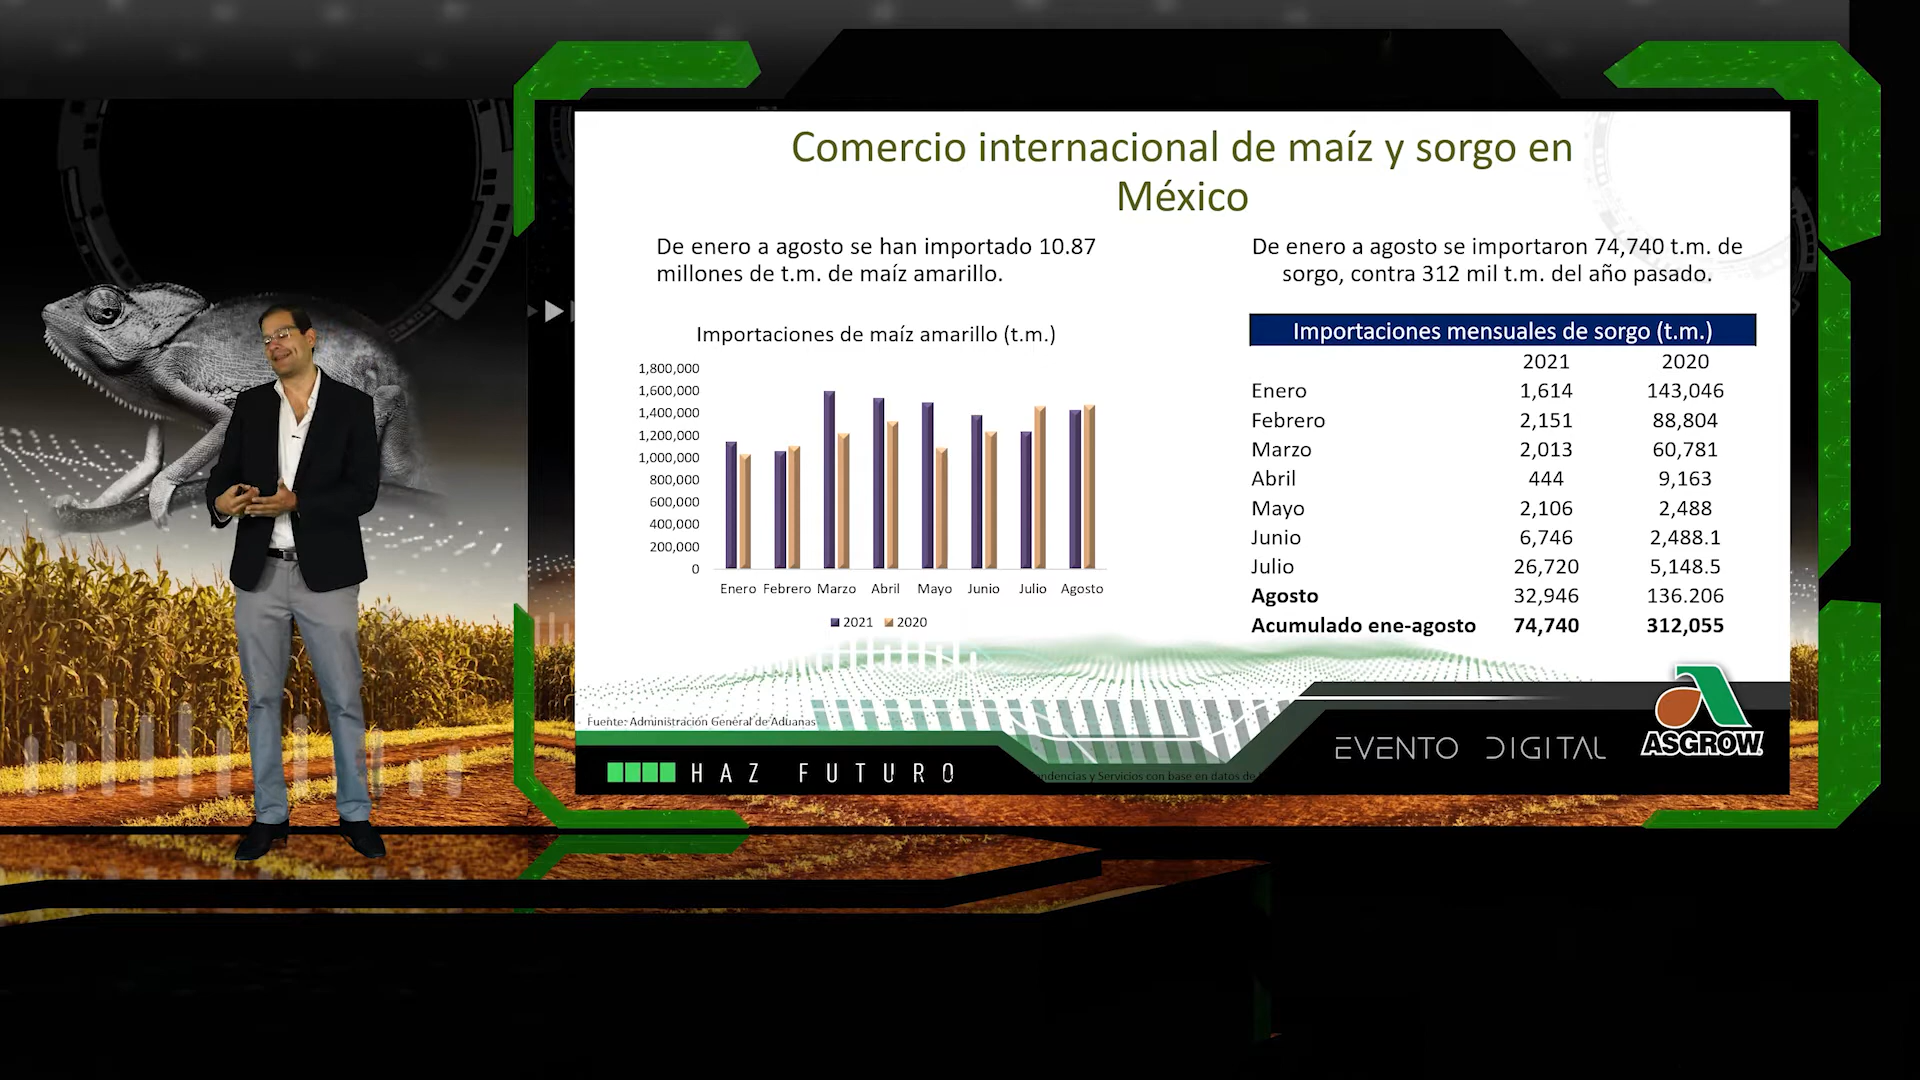 Comercio internacional de maíz y sorgo en
México
De enero a agosto se han importado 10.87
millones de t.m. de maíz amarillo.
Importaciones de maíz amarillo (t.m.)
1,800,000
1,600,000
1,400,000
1,200,000
1,000,000
800,000
600,000
400,000
200,000
0
Enero Febrero Marzo Abril Mayo Junio Julio Agosto
2021 2020
De enero a agosto se importaron 74,740 t.m. de
sorgo, contra 312 mil t.m. del año pasado.
Importaciones mensuales de sorgo (t.m.)
2021 2020
Enero 1,614 143,046
Febrero 2,151 88,804
Marzo 2,013 60,781
Abril 444 9,163
Mayo 2,106 2,488
Junio 6,746 2,488.1
Julio 26,720 5,148.5
Agosto 32,946 136.206
Acumulado ene-agosto 74,740 312,055
Fuente: Administración General de Aduanas
HAZ FUTURO
y Servicios con base en datos de
EVENTO DIGITAL
ASGROW